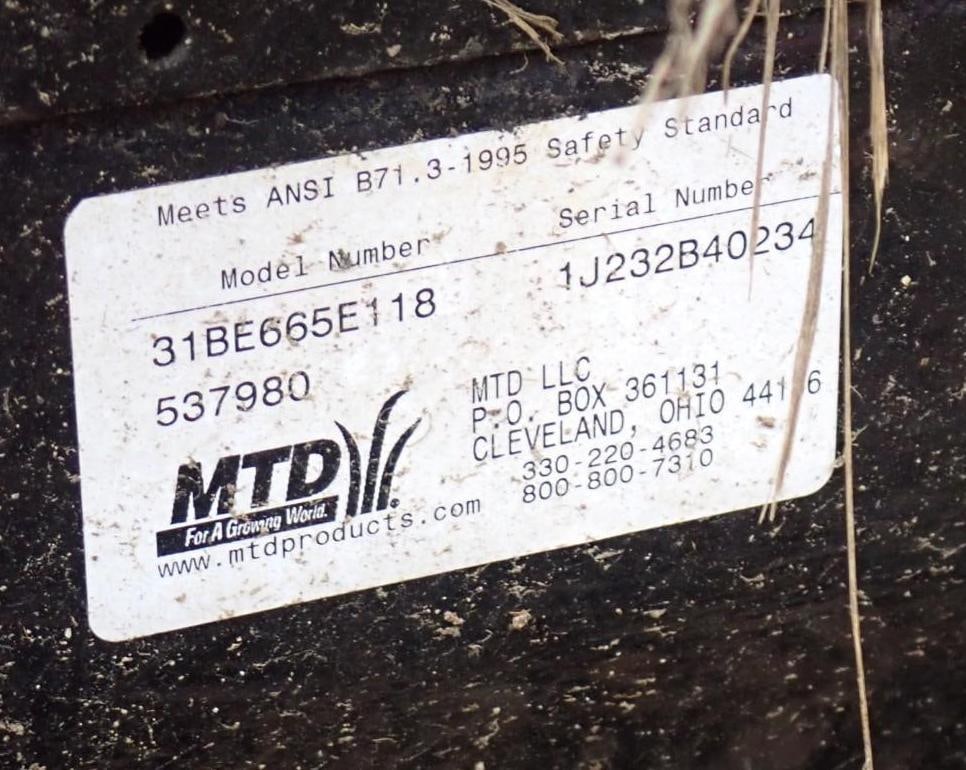 Meets ANSI B71.3-1995 Safety Standard
Model Number Serial Number
31BE665E118 1J232B40234
537980
MTD LLC
P.O. BOX 361131
CLEVELAND, OHIO
330-220-4683
800-800-7310
MTD
For A Growing World.
www.mtdproducts.com